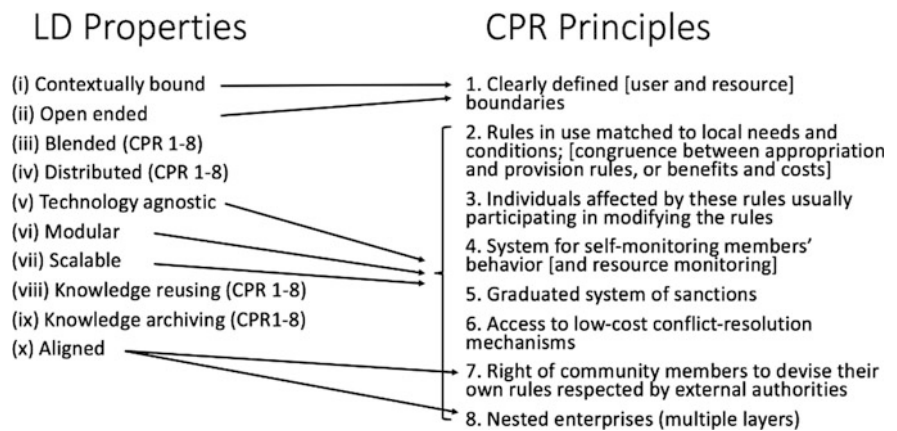 LD Properties
CPR Principles
(i) Contextually bound
(ii) Open ended
(iii) Blended (CPR 1-8)
(iv) Distributed (CPR 1-8)
(v) Technology agnostic
(vi) Modular
(vii) Scalable
(viii) Knowledge reusing (CPR 1-8)
(ix) Knowledge archiving (CPR1-8)
(x) Aligned
1. Clearly defined [user and resource]
boundaries
2. Rules in use matched to local needs and
conditions; [congruence between appropriation
and provision rules, or benefits and costs]
3. Individuals affected by these rules usually
participating in modifying the rules
4. System for self-monitoring members’
behavior [and resource monitoring]
5. Graduated system of sanctions
6. Access to low-cost conflict-resolution
mechanisms
7. Right of community members to devise their
own rules respected by external authorities
8. Nested enterprises (multiple layers)